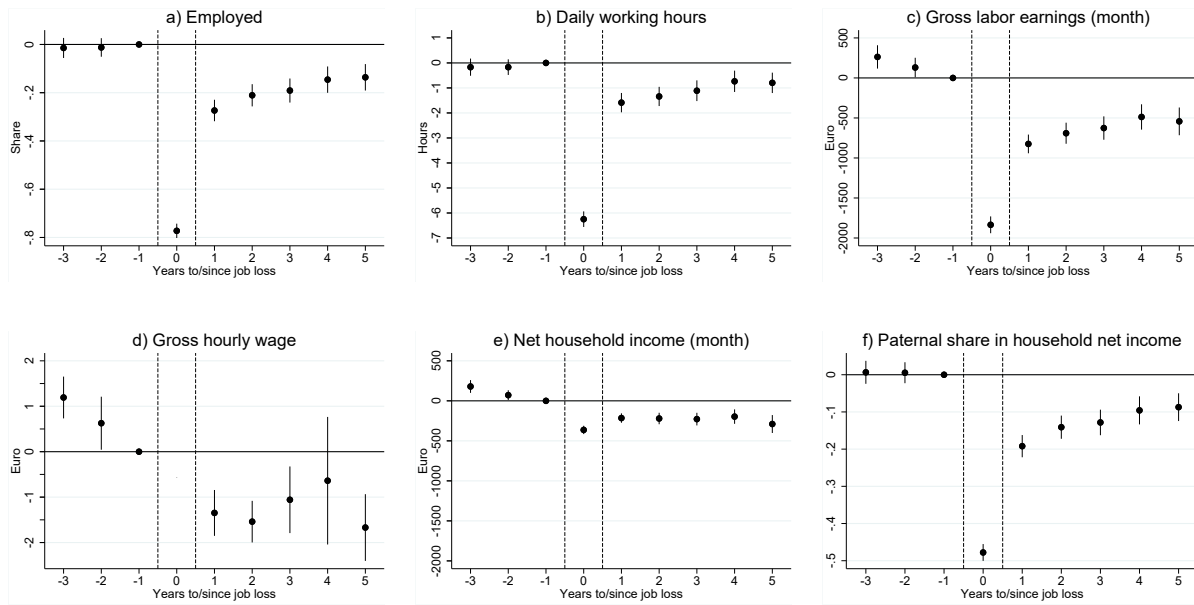 a) Employed
0
-.2
-.4
-.6
-.8
Share
-3 -2 -1 0 1 2 3 4 5
Years to/since job loss
b) Daily working hours
1
0
-1
-2
-3
-4
-5
-6
-7
Hours
-3 -2 -1 0 1 2 3 4 5
Years to/since job loss
c) Gross labor earnings (month)
500
0
-500
-1000
-1500
-2000
Euro
-3 -2 -1 0 1 2 3 4 5
Years to/since job loss
d) Gross hourly wage
2
1
0
-1
-2
Euro
-3 -2 -1 0 1 2 3 4 5
Years to/since job loss
e) Net household income (month)
500
0
-500
-1000
-1500
-2000
Euro
-3 -2 -1 0 1 2 3 4 5
Years to/since job loss
f) Paternal share in household net income
0
-.1
-.2
-.3
-.4
-.5
-3 -2 -1 0 1 2 3 4 5
Years to/since job loss